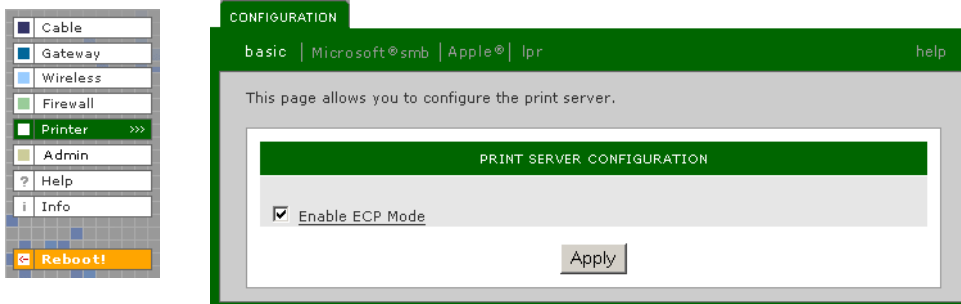 Cable
Gateway
Wireless
Firewall
Printer >>>
Admin
? Help
i Info
Reboot!
CONFIGURATION
basic | Microsoft®smb | Apple® | lpr help
This page allows you to configure the print server.
PRINT SERVER CONFIGURATION
Enable ECP Mode
Apply